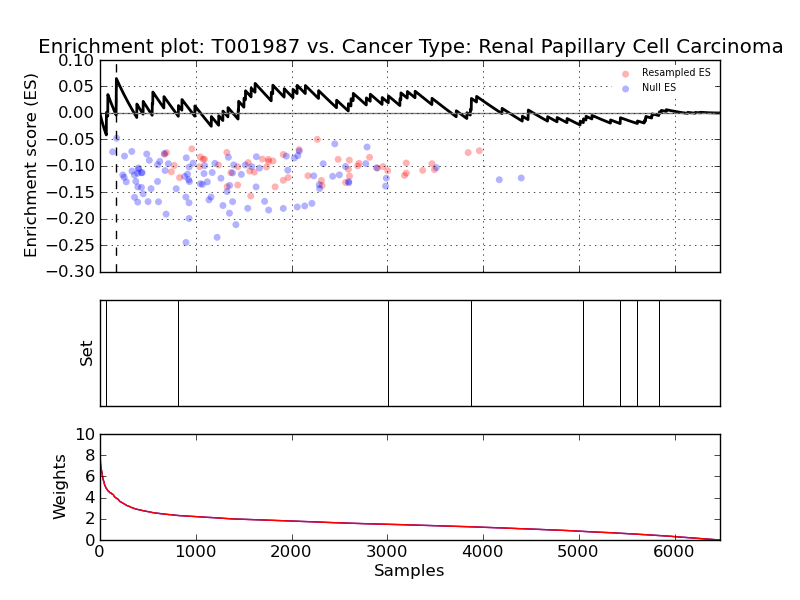 Enrichment plot: T001987 vs. Cancer Type: Renal Papillary Cell Carcinoma
Enrichment score (ES)
0.10
0.05
0.00
−0.05
−0.10
−0.15
−0.20
−0.25
−0.30
Resampled ES
Null ES
Set
Weights
10
8
6
4
2
0
0 1000 2000 3000 4000 5000 6000
Samples